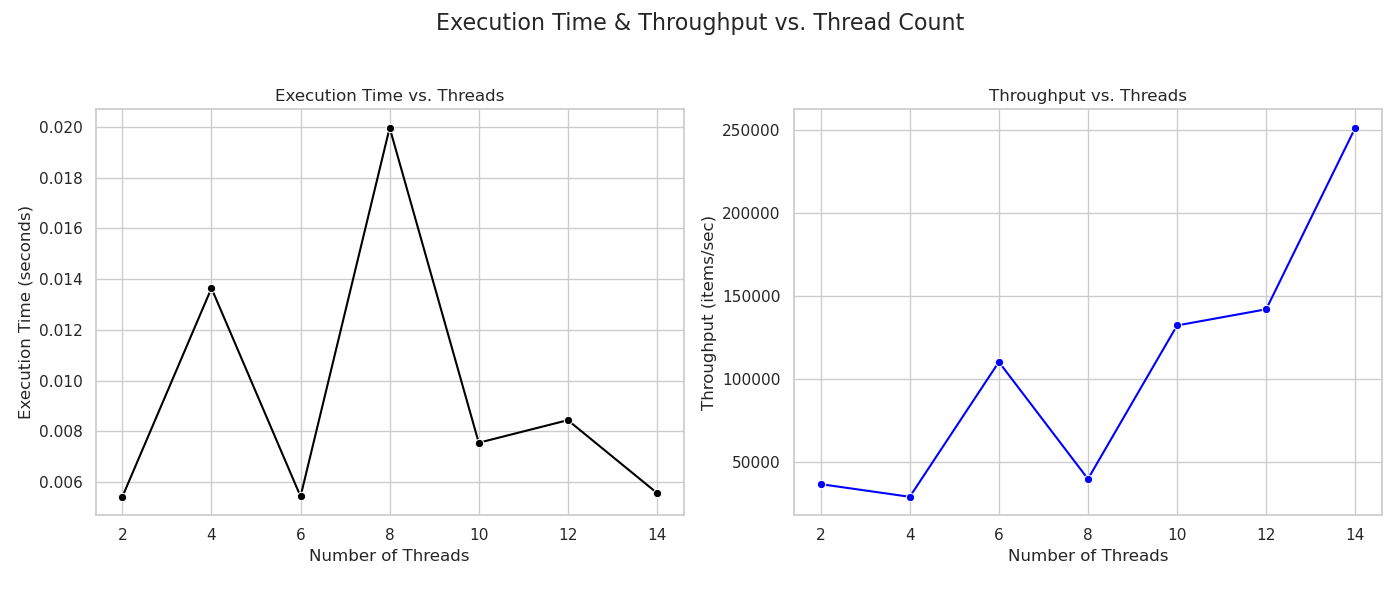 Execution Time & Throughput vs. Thread Count
Execution Time vs. Threads
Execution Time (seconds)
0.020
0.018
0.016
0.014
0.012
0.010
0.008
0.006
2 4 6 8 10 12 14
Number of Threads
Throughput vs. Threads
Throughput (items/sec)
250000
200000
150000
100000
50000
2 4 6 8 10 12 14
Number of Threads